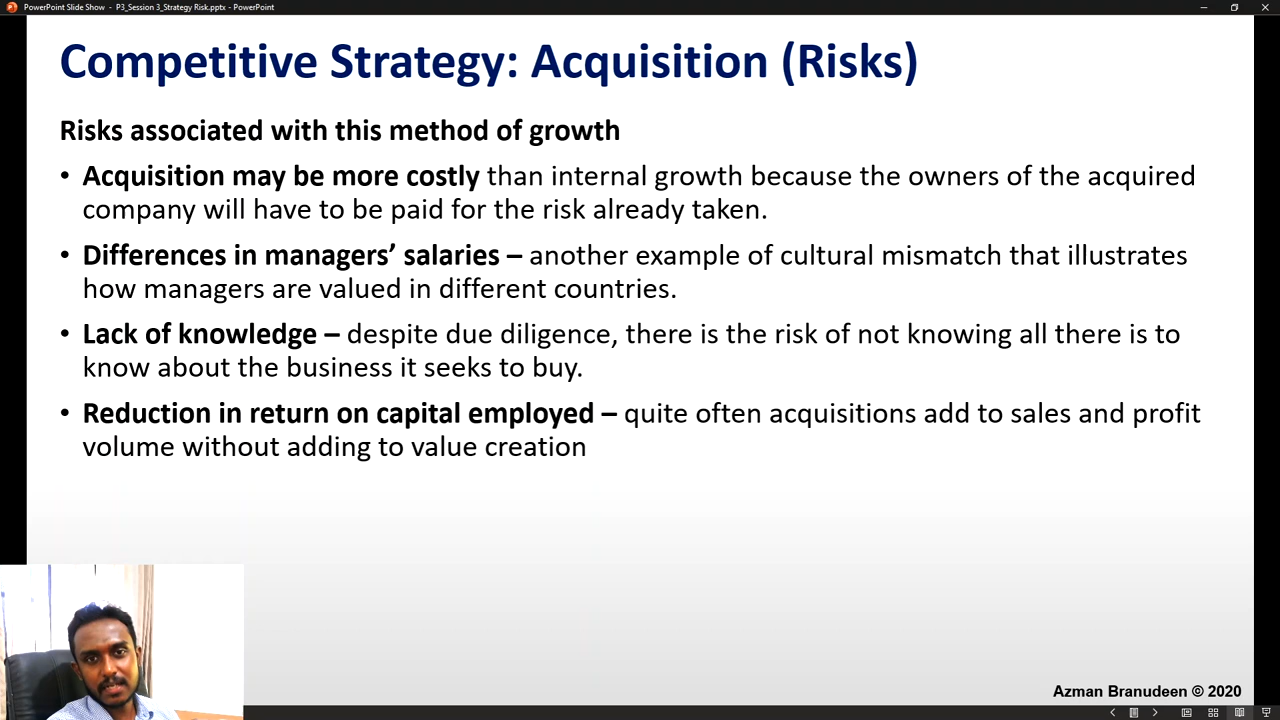 PowerPoint Slide Show - P3_Session 3_Strategy Risk.pptx - PowerPoint
Competitive Strategy: Acquisition (Risks)
Risks associated with this method of growth
• Acquisition may be more costly than internal growth because the owners of the acquired
company will have to be paid for the risk already taken.
• Differences in managers’ salaries – another example of cultural mismatch that illustrates
how managers are valued in different countries.
• Lack of knowledge – despite due diligence, there is the risk of not knowing all there is to
know about the business it seeks to buy.
• Reduction in return on capital employed – quite often acquisitions add to sales and profit
volume without adding to value creation
Azman Branudeen © 2020